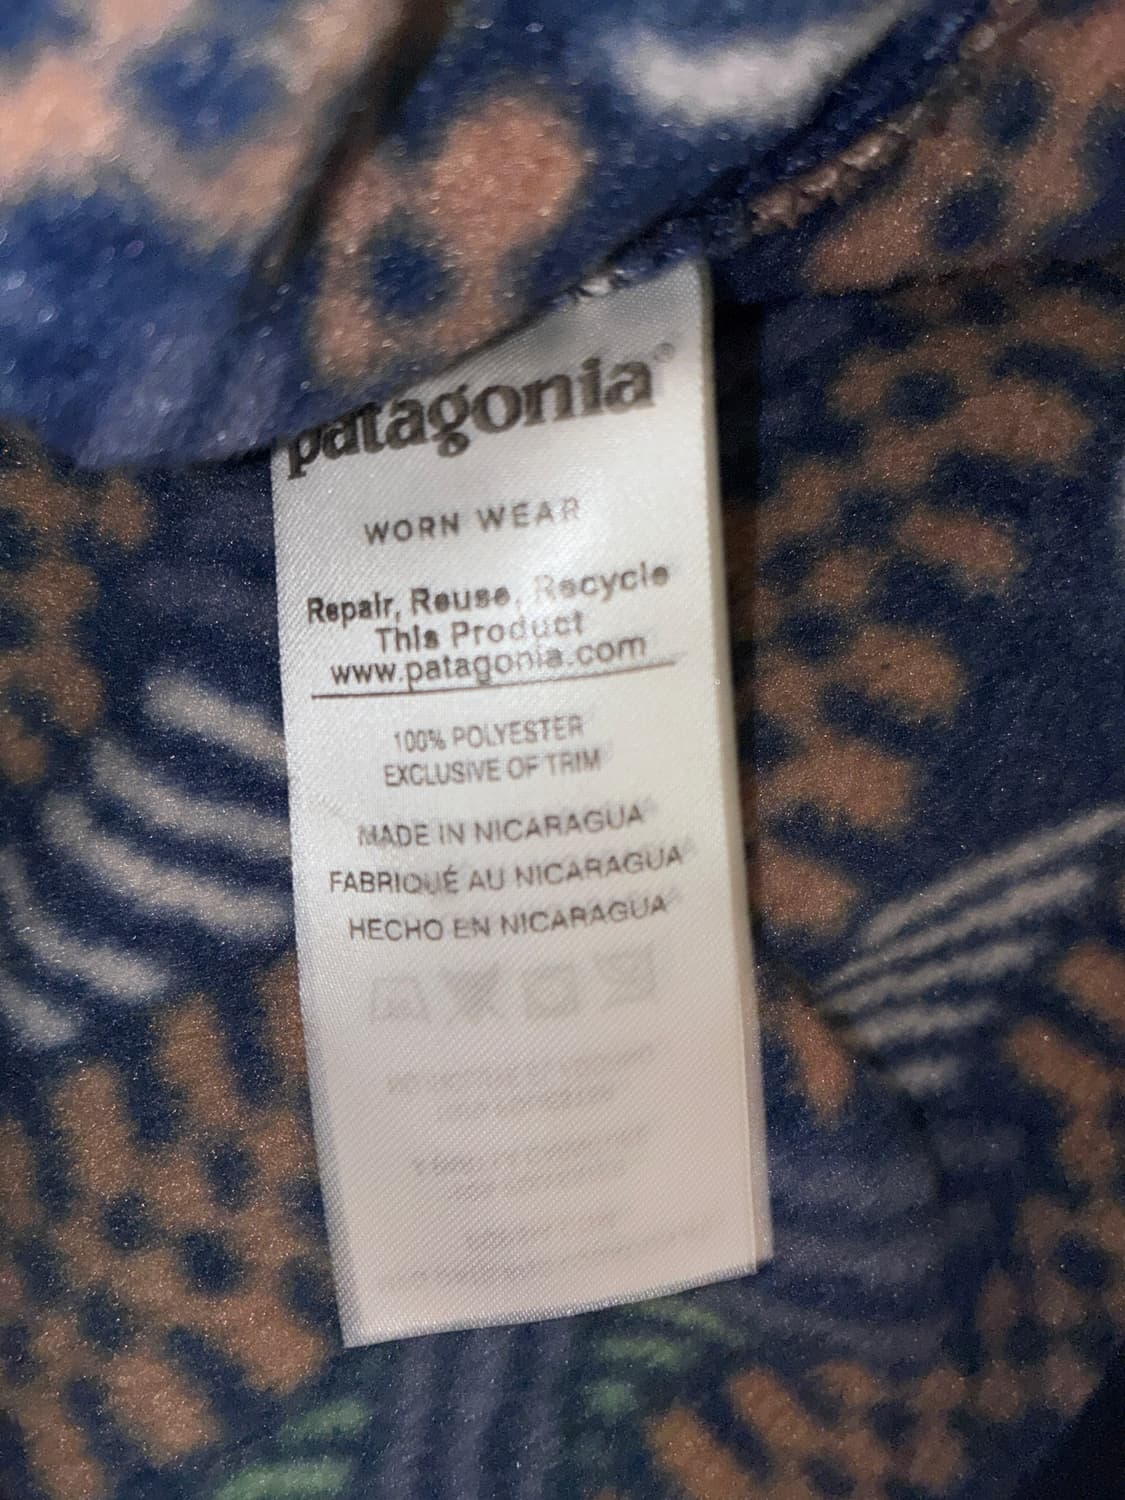 patagonia®
WORN WEAR
Repair, Reuse, Recycle
This Product
www.patagonia.com
100% POLYESTER
EXCLUSIVE OF TRIM
MADE IN NICARAGUA
FABRIQUÉ AU NICARAGUA
HECHO EN NICARAGUA